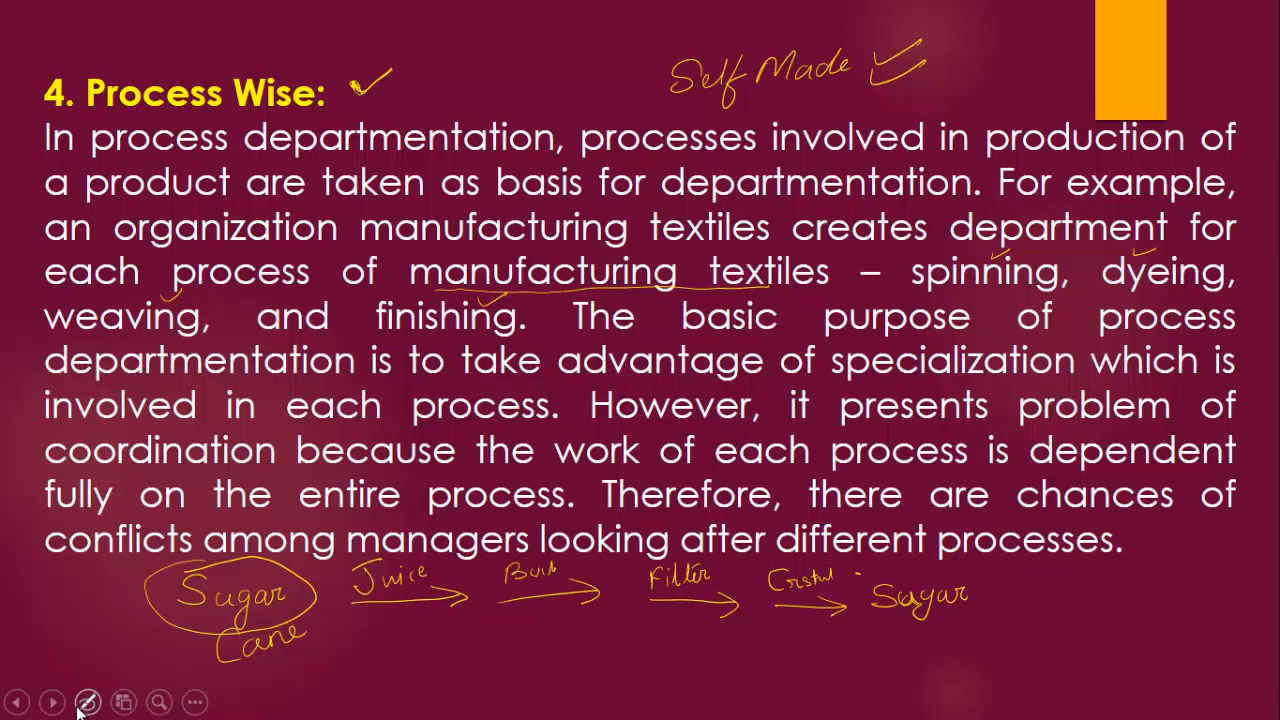 Self Made
4. Process Wise:
In process departmentation, processes involved in production of
a product are taken as basis for departmentation. For example,
an organization manufacturing textiles creates department for
each process of manufacturing textiles – spinning, dyeing,
weaving, and finishing. The basic purpose of process
departmentation is to take advantage of specialization which is
involved in each process. However, it presents problem of
coordination because the work of each process is dependent
fully on the entire process. Therefore, there are chances of
conflicts among managers looking after different processes.
Sugar Juice Filter Sugar
Cane